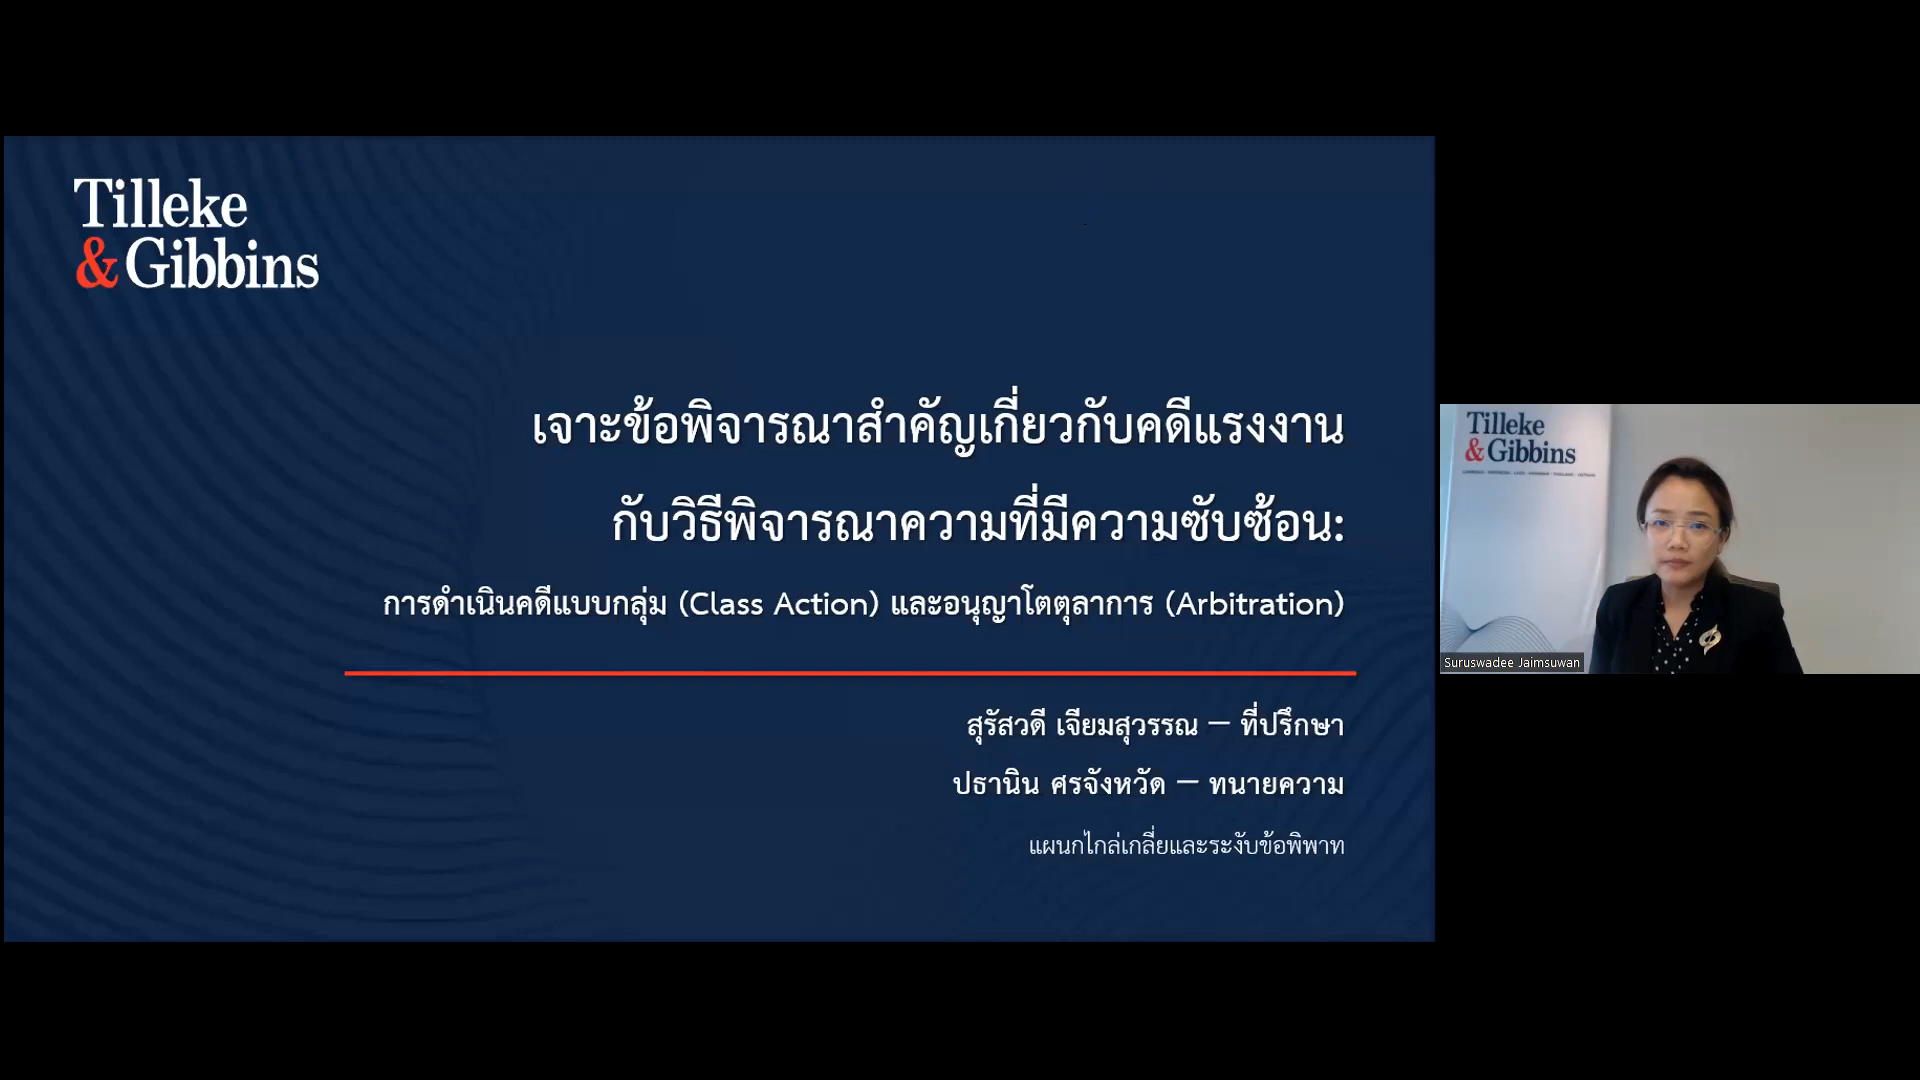 Tilleke
& Gibbins
เจาะข้อพิจารณาสำคัญเกี่ยวกับคดีแรงงาน
กับวิธีพิจารณาความที่มีความซับซ้อน:
การดำเนินคดีแบบกลุ่ม (Class Action) และอนุญาโตตุลาการ (Arbitration)
สุรัสวดี เจียมสุวรรณ — ที่ปรึกษา
ปธานิน ศรจังหวัด — ทนายความ
แผนกไกล่เกลี่ยและระงับข้อพิพาท
Tilleke
& Gibbins
Suruswadee Jaimsuwan